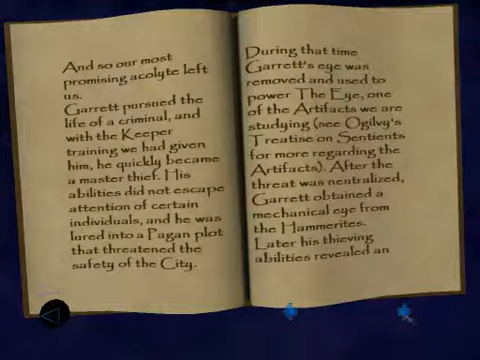 And so our most
promising acolyte left
us.
Garrett pursued the
life of a criminal, and
with the Keeper
training we had given
him, he quickly became
a master thief. His
abilities did not escape
attention of certain
individuals, and he was
lured into a Pagan plot
that threatened the
safety of the City.
During that time
Garrett's eye was
removed and used to
power The Eye, one
of the Artifacts we are
studying (see Ogilvy's
Treatise on Sentients
for more regarding the
Artifacts). After the
threat was neutralized,
Garrett obtained a
mechanical eye from
the Hammerites.
Later his thieving
abilities revealed an